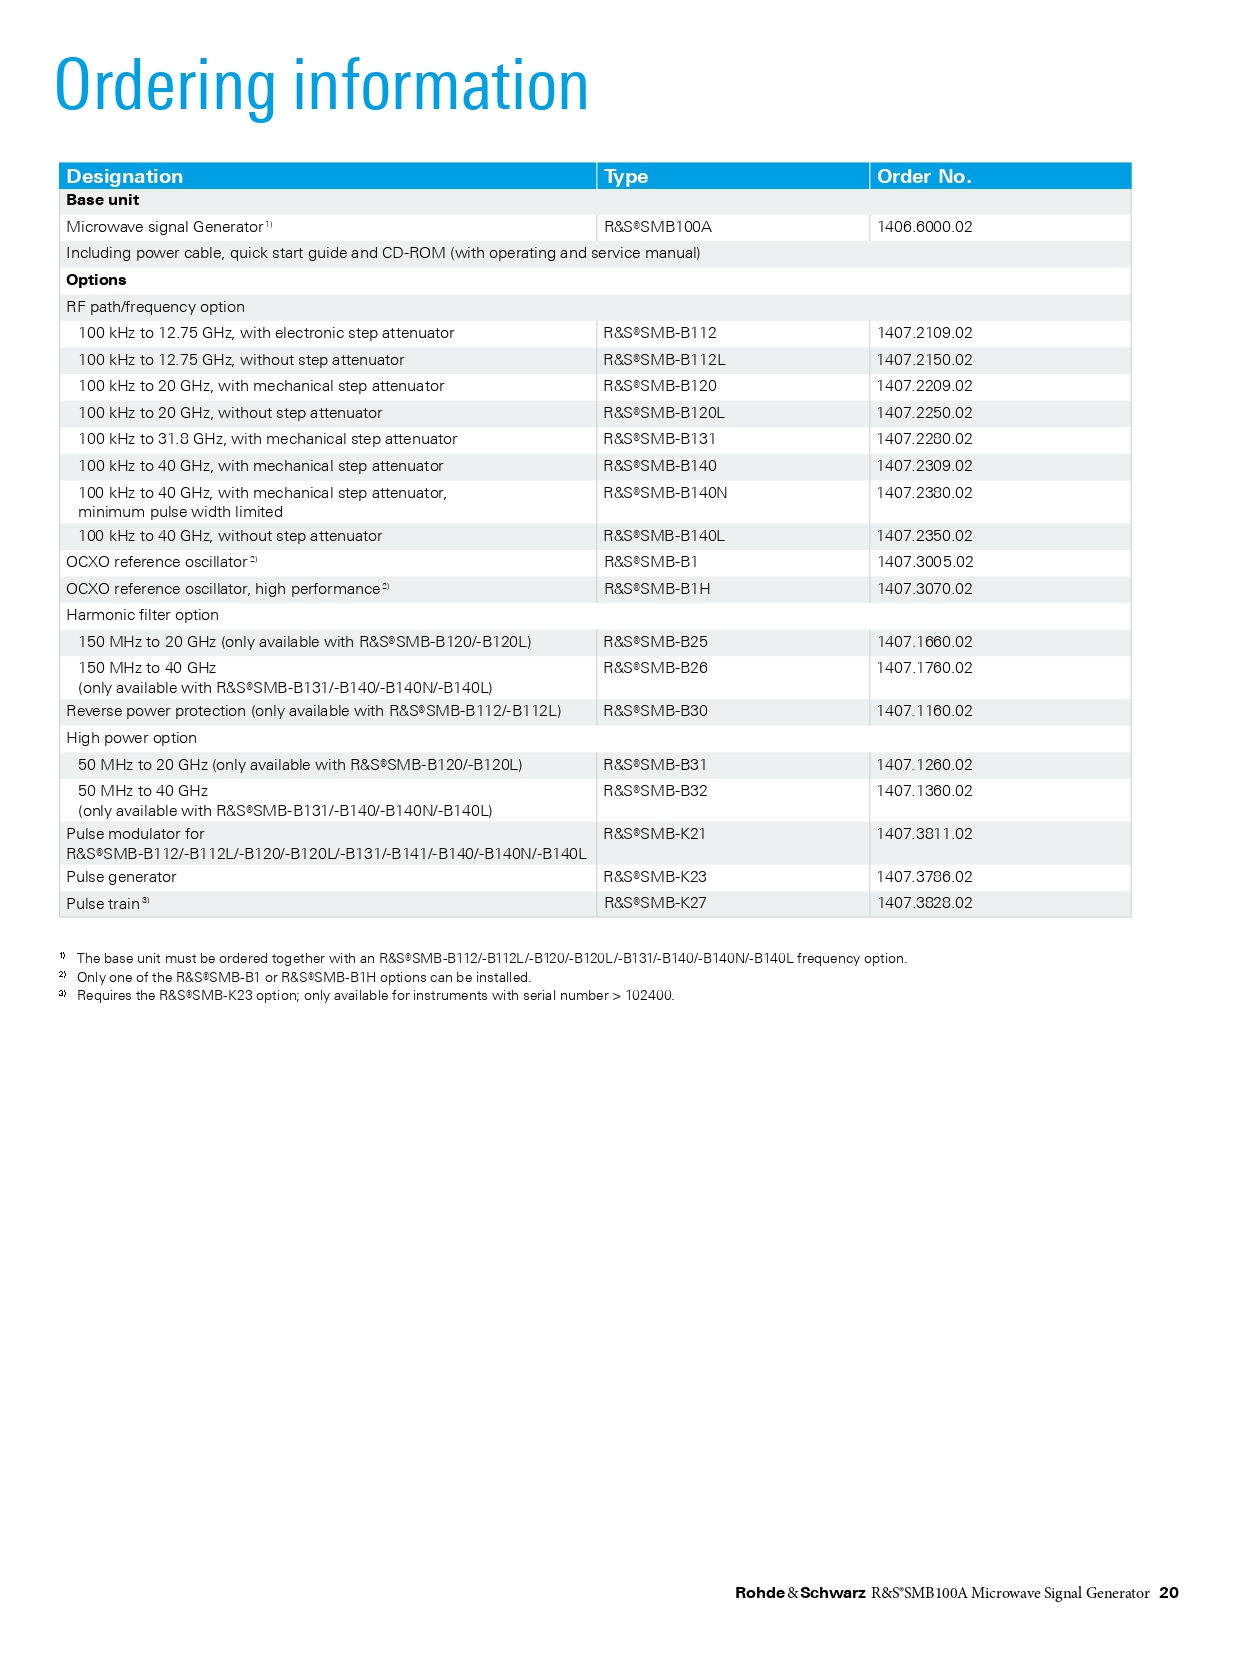 Ordering information
Designation Type Order No.
Base unit
Microwave signal Generator 1) R&S®SMB100A 1406.6000.02
Including power cable, quick start guide and CD-ROM (with operating and service manual)
Options
RF path/frequency option
100 kHz to 12.75 GHz, with electronic step attenuator R&S®SMB-B112 1407.2109.02
100 kHz to 12.75 GHz, without step attenuator R&S®SMB-B112L 1407.2150.02
100 kHz to 20 GHz, with mechanical step attenuator R&S®SMB-B120 1407.2209.02
100 kHz to 20 GHz, without step attenuator R&S®SMB-B120L 1407.2250.02
100 kHz to 31.8 GHz, with mechanical step attenuator R&S®SMB-B131 1407.2280.02
100 kHz to 40 GHz, with mechanical step attenuator R&S®SMB-B140 1407.2309.02
100 kHz to 40 GHz, with mechanical step attenuator, R&S®SMB-B140N 1407.2380.02
minimum pulse width limited
100 kHz to 40 GHz, without step attenuator R&S®SMB-B140L 1407.2350.02
OCXO reference oscillator 2) R&S®SMB-B1 1407.3005.02
OCXO reference oscillator, high performance 2) R&S®SMB-B1H 1407.3070.02
Harmonic filter option
150 MHz to 20 GHz (only available with R&S®SMB-B120/-B120L) R&S®SMB-B25 1407.1660.02
150 MHz to 40 GHz R&S®SMB-B26 1407.1760.02
(only available with R&S®SMB-B131/-B140/-B140N/-B140L)
Reverse power protection (only available with R&S®SMB-B112/-B112L) R&S®SMB-B30 1407.1160.02
High power option
50 MHz to 20 GHz (only available with R&S®SMB-B120/-B120L) R&S®SMB-B31 1407.1260.02
50 MHz to 40 GHz R&S®SMB-B32 1407.1360.02
(only available with R&S®SMB-B131/-B140/-B140N/-B140L)
Pulse modulator for R&S®SMB-K21 1407.3811.02
R&S®SMB-B112/-B112L/-B120/-B120L/-B131/-B141/-B140/-B140N/-B140L
Pulse generator R&S®SMB-K23 1407.3786.02
Pulse train 3) R&S®SMB-K27 1407.3828.02
1) The base unit must be ordered together with an R&S®SMB-B112/-B112L/-B120/-B120L/-B131/-B140/-B140N/-B140L frequency option.
2) Only one of the R&S®SMB-B1 or R&S®SMB-B1H options can be installed.
3) Requires the R&S®SMB-K23 option; only available for instruments with serial number > 102400.
Rohde & Schwarz R&S®SMB100A Microwave Signal Generator 20